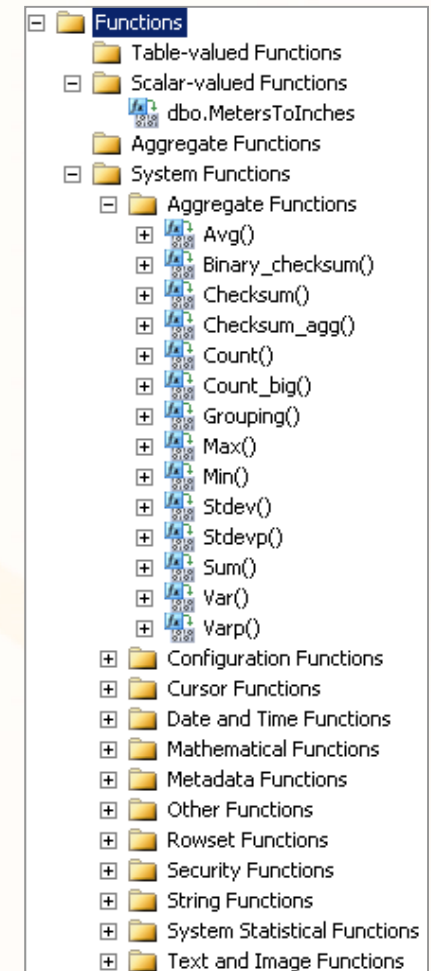 Functions
Table-valued Functions
Scalar-valued Functions
dbo.MetersToInches
Aggregate Functions
System Functions
Aggregate Functions
Avg()
Binary_checksum()
Checksum()
Checksum_agg()
Count()
Count_big()
Grouping()
Max()
Min()
Stdev()
Stdevp()
Sum()
Var()
Varp()
Configuration Functions
Cursor Functions
Date and Time Functions
Mathematical Functions
Metadata Functions
Other Functions
Rowset Functions
Security Functions
String Functions
System Statistical Functions
Text and Image Functions